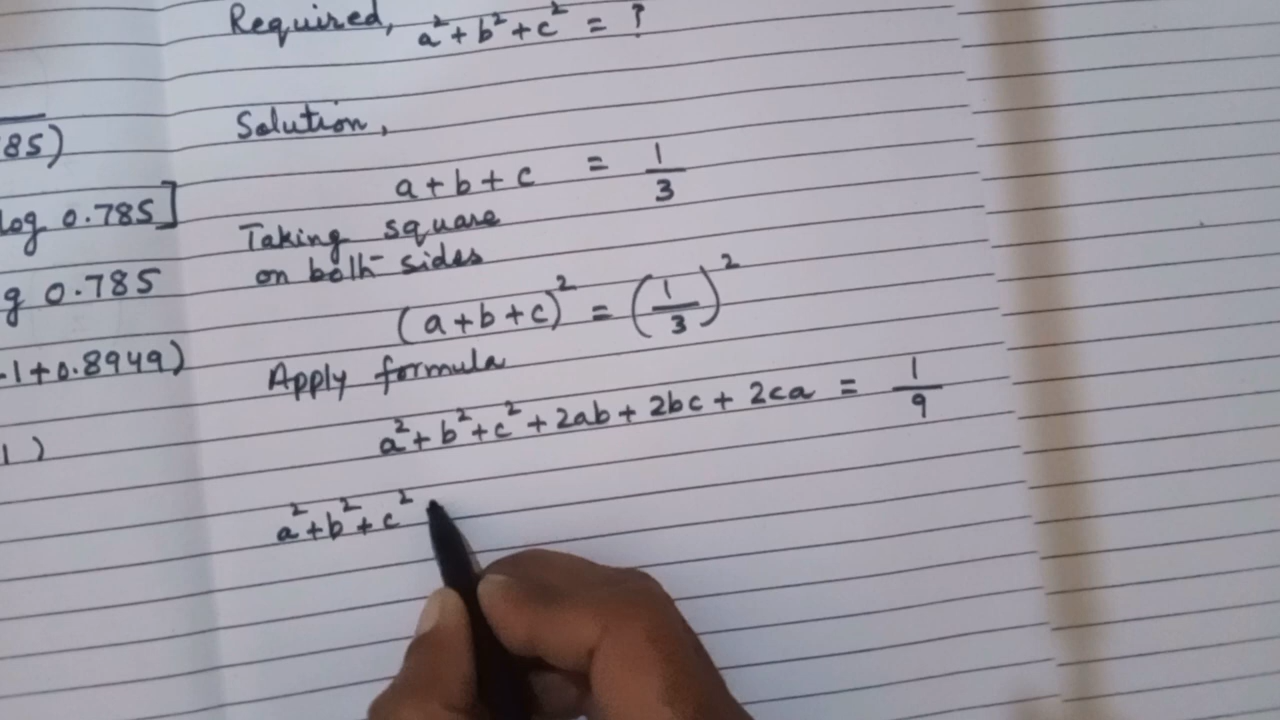 Required, a² + b² + c² = ?
Solution,
a + b + c = 1/3
Taking square
on both sides
(a + b + c)² = (1/3)²
Apply formula
a² + b² + c² + 2ab + 2bc + 2ca = 1/9
a² + b² + c²
85)
log 0.785]
g 0.785
-1+0.8949)
1)